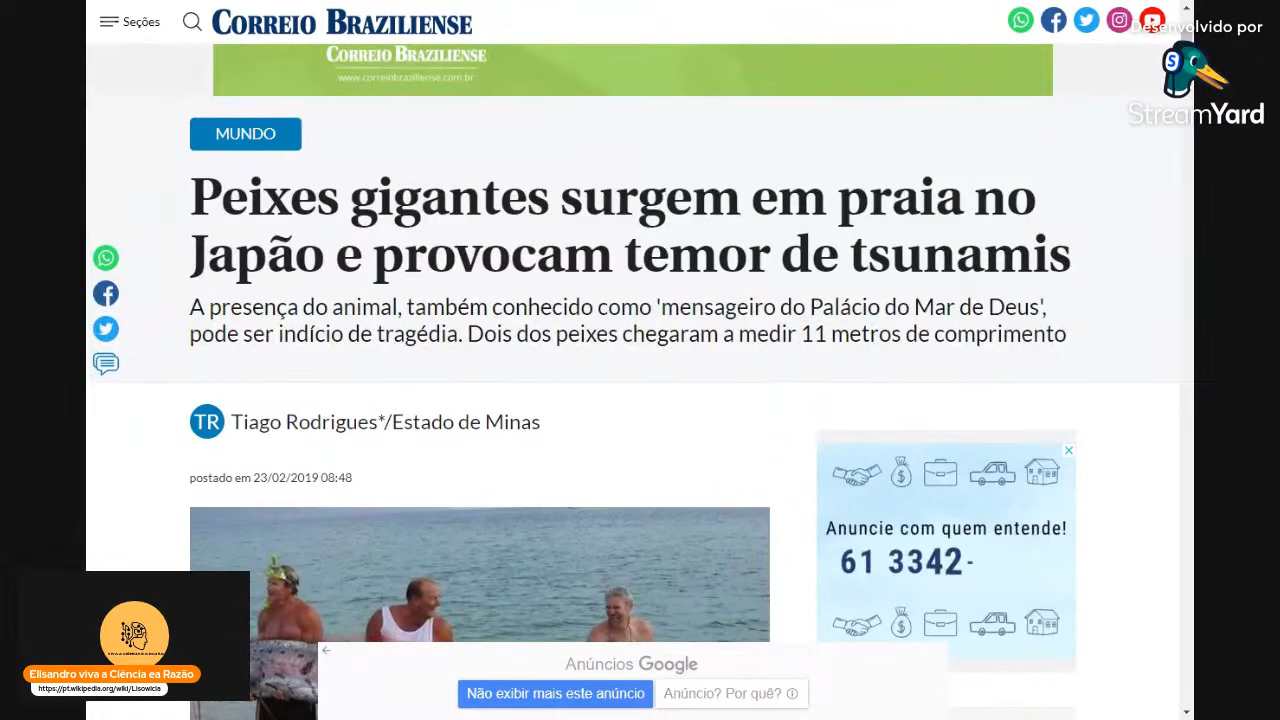 Seções
CORREIO BRAZILIENSE
Desenvolvido por
StreamYard
CORREIO BRAZILIENSE
www.correiobraziliense.com.br
MUNDO
Peixes gigantes surgem em praia no
Japão e provocam temor de tsunamis
A presença do animal, também conhecido como 'mensageiro do Palácio do Mar de Deus',
pode ser indício de tragédia. Dois dos peixes chegaram a medir 11 metros de comprimento
TR Tiago Rodrigues*/Estado de Minas
postado em 23/02/2019 08:48
Anuncie com quem entende!
61 3342-
Anúncios Google
Não exibir mais este anúncio
Anúncio? Por quê?
VIVA A CIÊNCIA E A RAZÃO
Elisandro viva a Ciência ea Razão
https://pt.wikipedia.org/wiki/Lisowicia